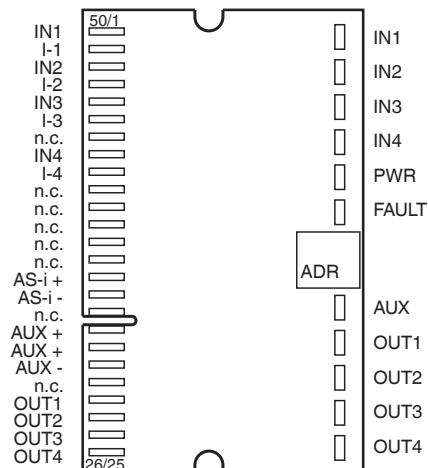 50/1
IN1
I-1
IN2
I-2
IN3
I-3
n.c.
IN4
I-4
n.c.
n.c.
n.c.
n.c.
n.c.
AS-i +
AS-i -
n.c.
AUX +
AUX +
AUX -
n.c.
OUT1
OUT2
OUT3
OUT4
26/25
IN1
IN2
IN3
IN4
PWR
FAULT
ADR
AUX
OUT1
OUT2
OUT3
OUT4